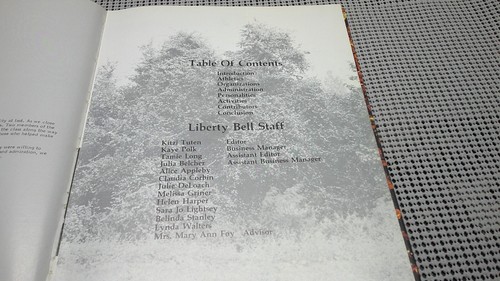 Table Of Contents
Introduction
Athletics
Organizations
Administration
Personalities
Activities
Contributors
Conclusion
Liberty Bell Staff
Kitzi Tuten Editor
Kaye Polk Business Manager
Tamie Long Assistant Editor
Julia Belcher Assistant Business Manager
Alice Appleby
Claudia Corbin
Julie DeLoach
Melissa Griner
Helen Harper
Sara Jo Lightsey
Belinda Stanley
Lynda Walters
Mrs. Mary Ann Foy Advisor